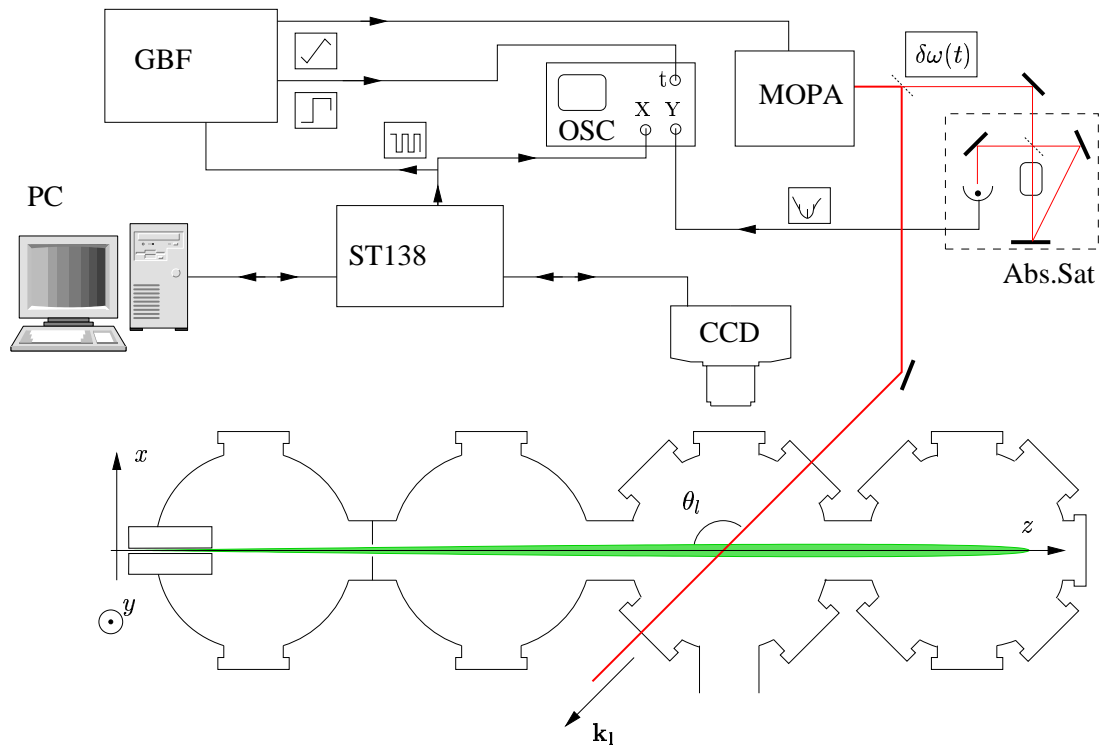 GBF
MOPA
δω(t)
t
X Y
OSC
PC
ST138
Abs.Sat
CCD
x
θ_l
z
y
k_l